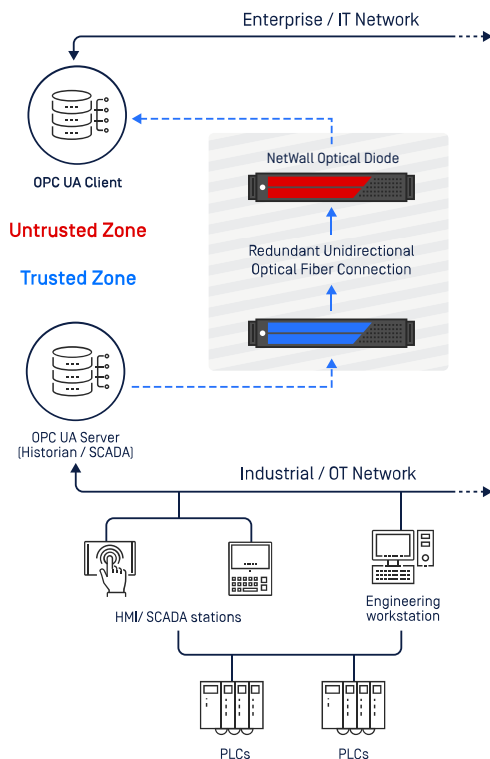 Enterprise / IT Network
NetWall Optical Diode
OPC UA Client
Untrusted Zone
Redundant Unidirectional
Optical Fiber Connection
Trusted Zone
OPC UA Server
(Historian / SCADA)
Industrial / OT Network
HMI/ SCADA stations
Engineering
workstation
PLCs
PLCs